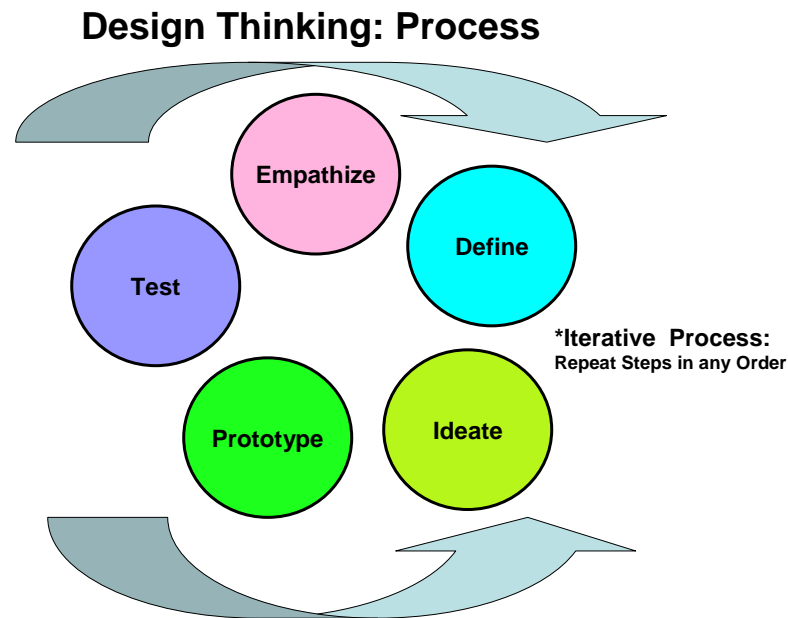 Design Thinking: Process
Empathize
Define
Test
*Iterative Process:
Repeat Steps in any Order
Ideate
Prototype